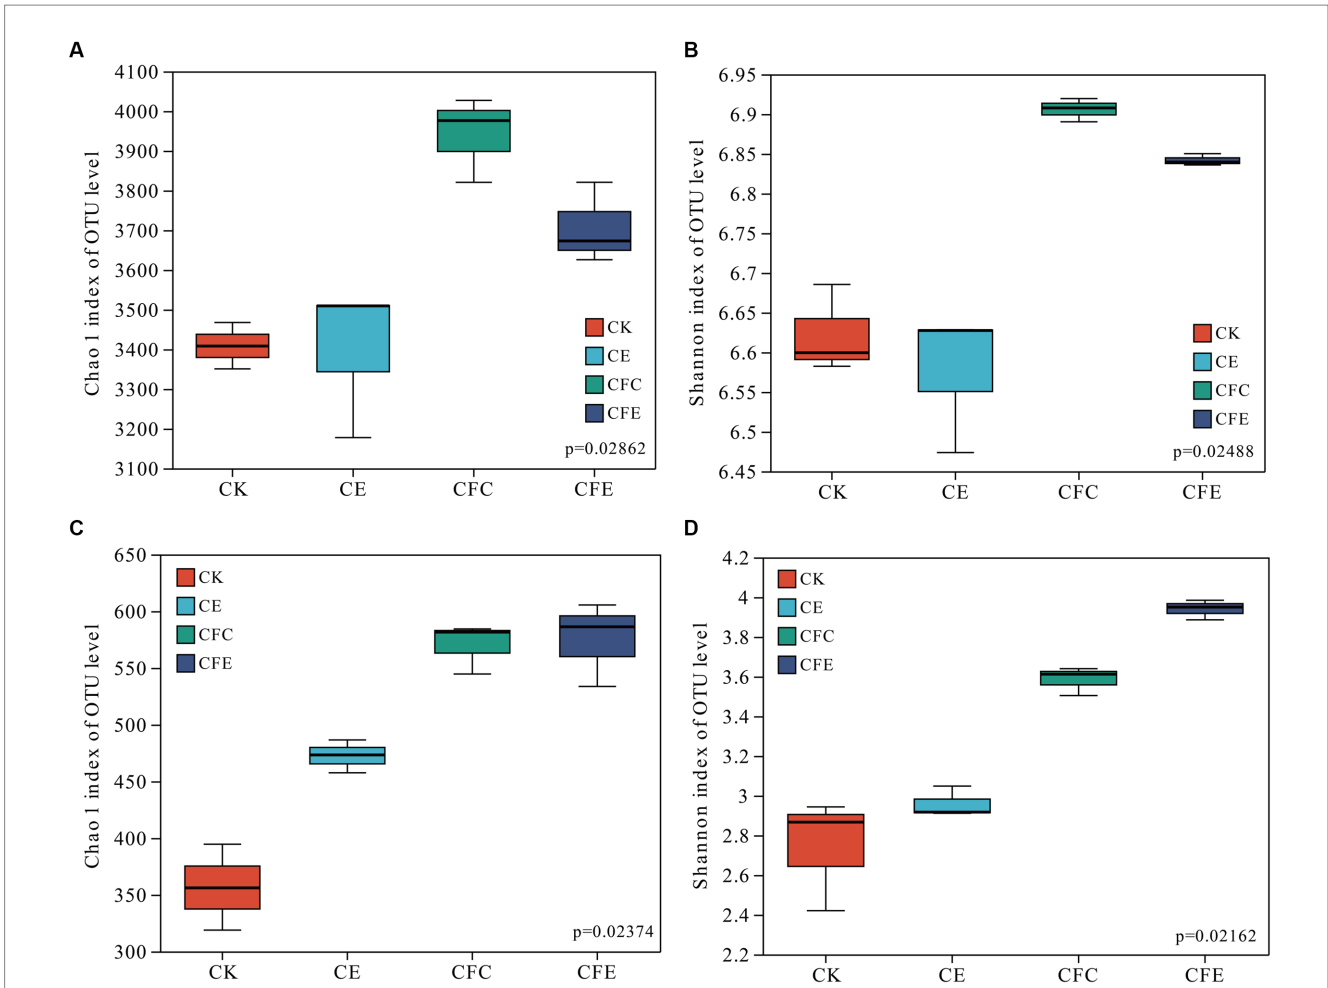 A
Chao 1 index of OTU level
4100
4000
3900
3800
3700
3600
3500
3400
3300
3200
3100
CK
CE
CFC
CFE
p=0.02862
CK
CE
CFC
CFE
B
Shannon index of OTU level
6.95
6.9
6.85
6.8
6.75
6.7
6.65
6.6
6.55
6.5
6.45
CK
CE
CFC
CFE
p=0.02488
CK
CE
CFC
CFE
C
Chao 1 index of OTU level
650
600
550
500
450
400
350
300
CK
CE
CFC
CFE
p=0.02374
CK
CE
CFC
CFE
D
Shannon index of OTU level
4.2
4
3.8
3.6
3.4
3.2
3
2.8
2.6
2.4
2.2
CK
CE
CFC
CFE
p=0.02162
CK
CE
CFC
CFE